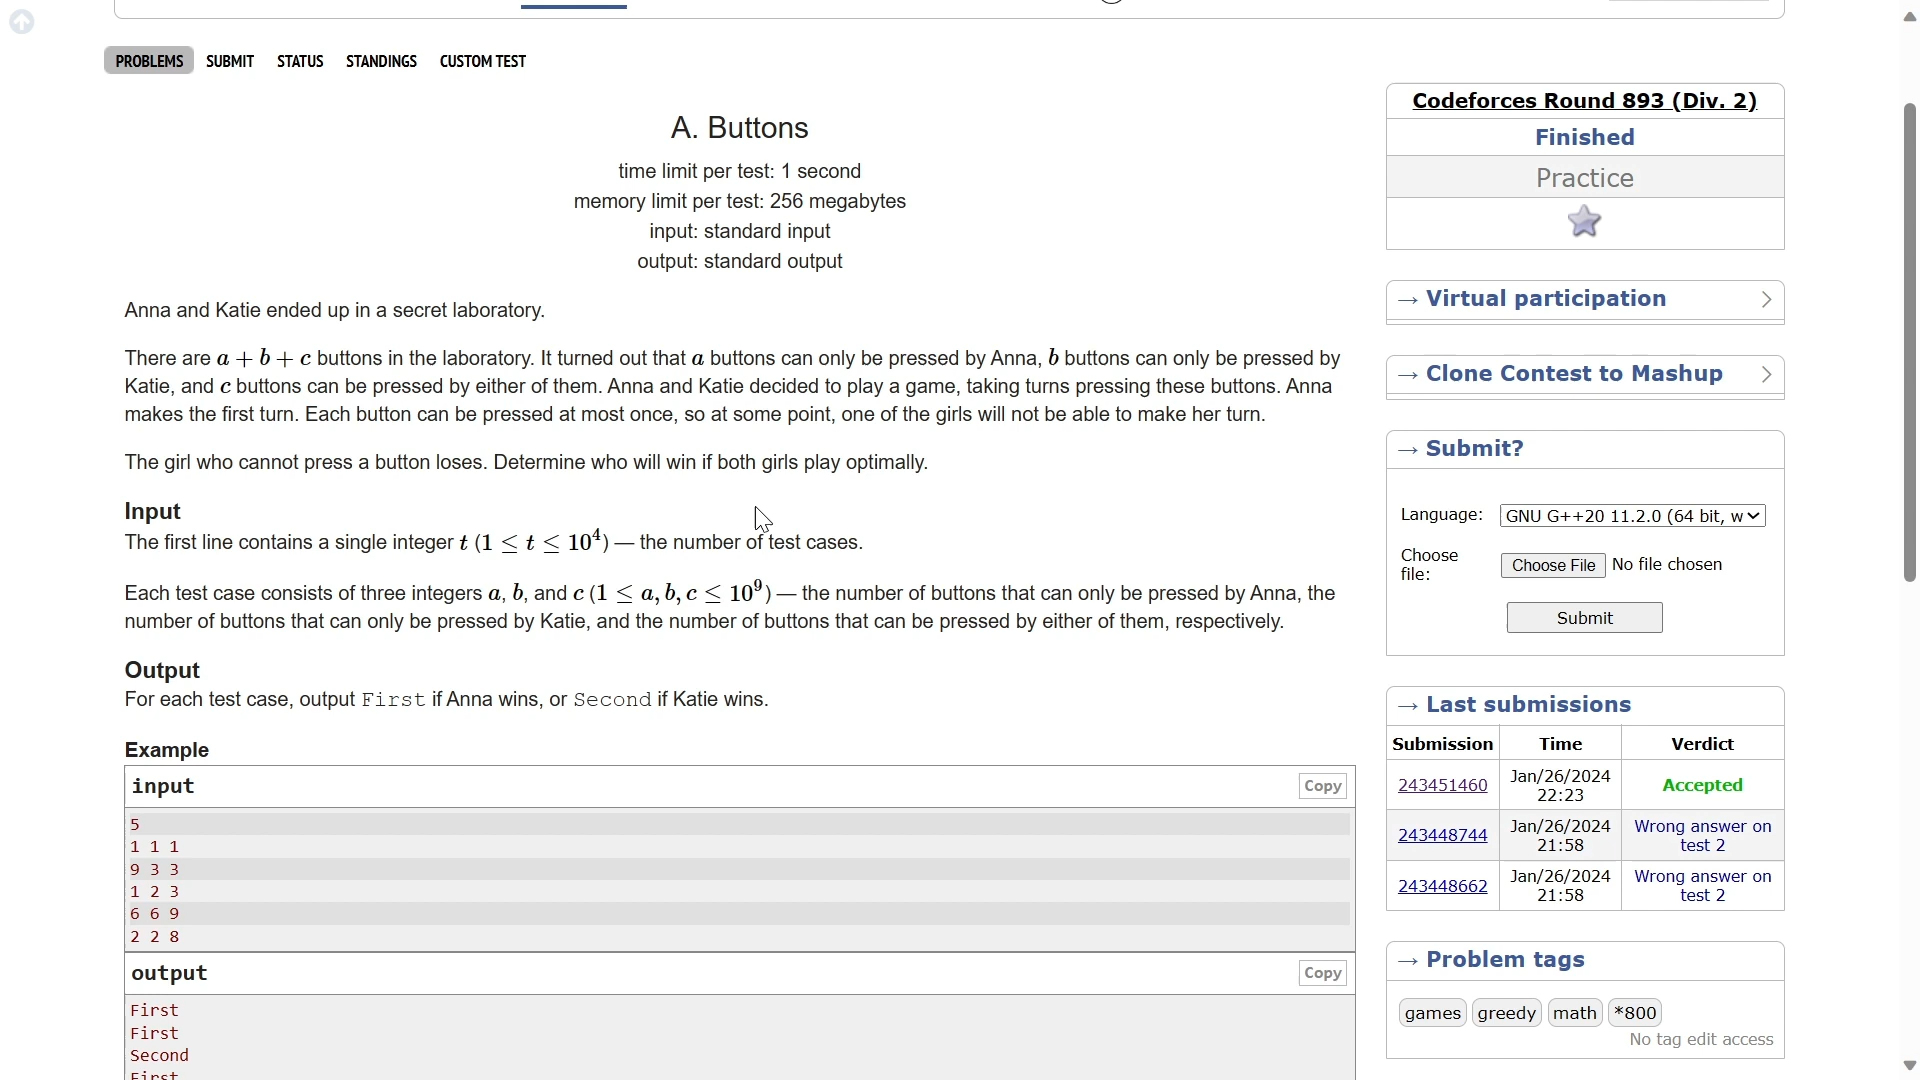 PROBLEMS SUBMIT STATUS STANDINGS CUSTOM TEST
A. Buttons
time limit per test: 1 second
memory limit per test: 256 megabytes
input: standard input
output: standard output
Anna and Katie ended up in a secret laboratory.
There are a + b + c buttons in the laboratory. It turned out that a buttons can only be pressed by Anna, b buttons can only be pressed by
Katie, and c buttons can be pressed by either of them. Anna and Katie decided to play a game, taking turns pressing these buttons. Anna
makes the first turn. Each button can be pressed at most once, so at some point, one of the girls will not be able to make her turn.
The girl who cannot press a button loses. Determine who will win if both girls play optimally.
Input
The first line contains a single integer t (1 ≤ t ≤ 10⁴) — the number of test cases.
Each test case consists of three integers a, b, and c (1 ≤ a, b, c ≤ 10⁹) — the number of buttons that can only be pressed by Anna, the
number of buttons that can only be pressed by Katie, and the number of buttons that can be pressed by either of them, respectively.
Output
For each test case, output First if Anna wins, or Second if Katie wins.
Example
input
Copy
5
1 1 1
9 3 3
1 2 3
6 6 9
2 2 8
output
Copy
First
First
Second
First
Codeforces Round 893 (Div. 2)
Finished
Practice
→ Virtual participation
→ Clone Contest to Mashup
→ Submit?
Language: GNU G++20 11.2.0 (64 bit, w
Choose
file:
Choose File No file chosen
Submit
→ Last submissions
Submission Time Verdict
243451460 Jan/26/2024 22:23 Accepted
243448744 Jan/26/2024 21:58 Wrong answer on test 2
243448662 Jan/26/2024 21:58 Wrong answer on test 2
→ Problem tags
games greedy math *800
No tag edit access